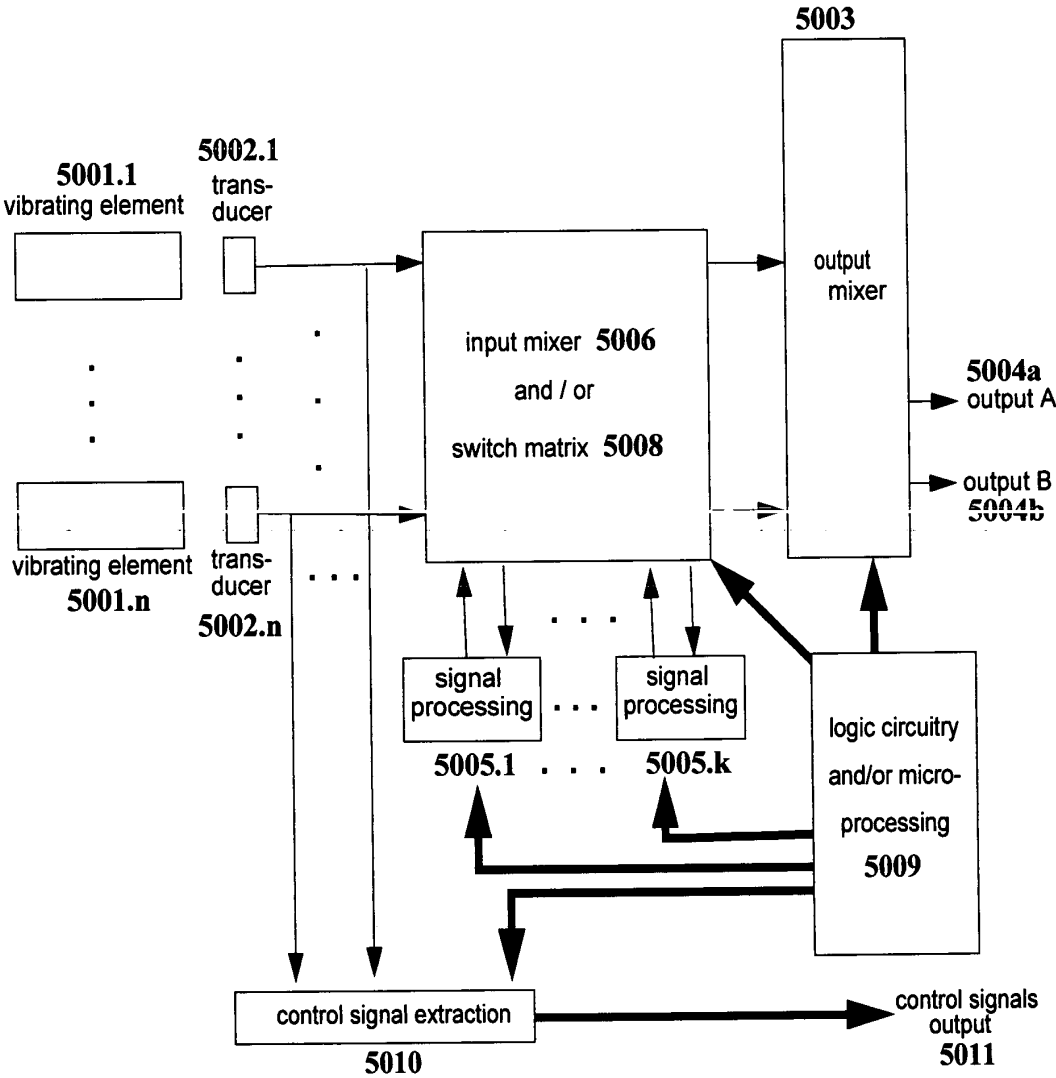 5003
5001.1
vibrating element
5002.1
trans-
ducer
output
mixer
input mixer 5006
and / or
switch matrix 5008
5004a
output A
output B
5004b
vibrating element
5001.n
trans-
ducer
5002.n
signal
processing
signal
processing
5005.1
5005.k
logic circuitry
and/or micro-
processing
5009
control signal extraction
5010
control signals
output
5011